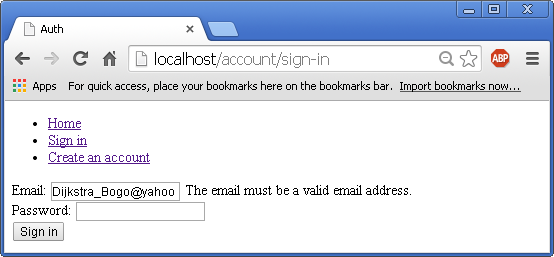 Auth
localhost/account/sign-in
ABP
Apps For quick access, place your bookmarks here on the bookmarks bar. Import bookmarks now...
Home
Sign in
Create an account
Email: Dijkstra_Bogo@yahoo The email must be a valid email address.
Password:
Sign in